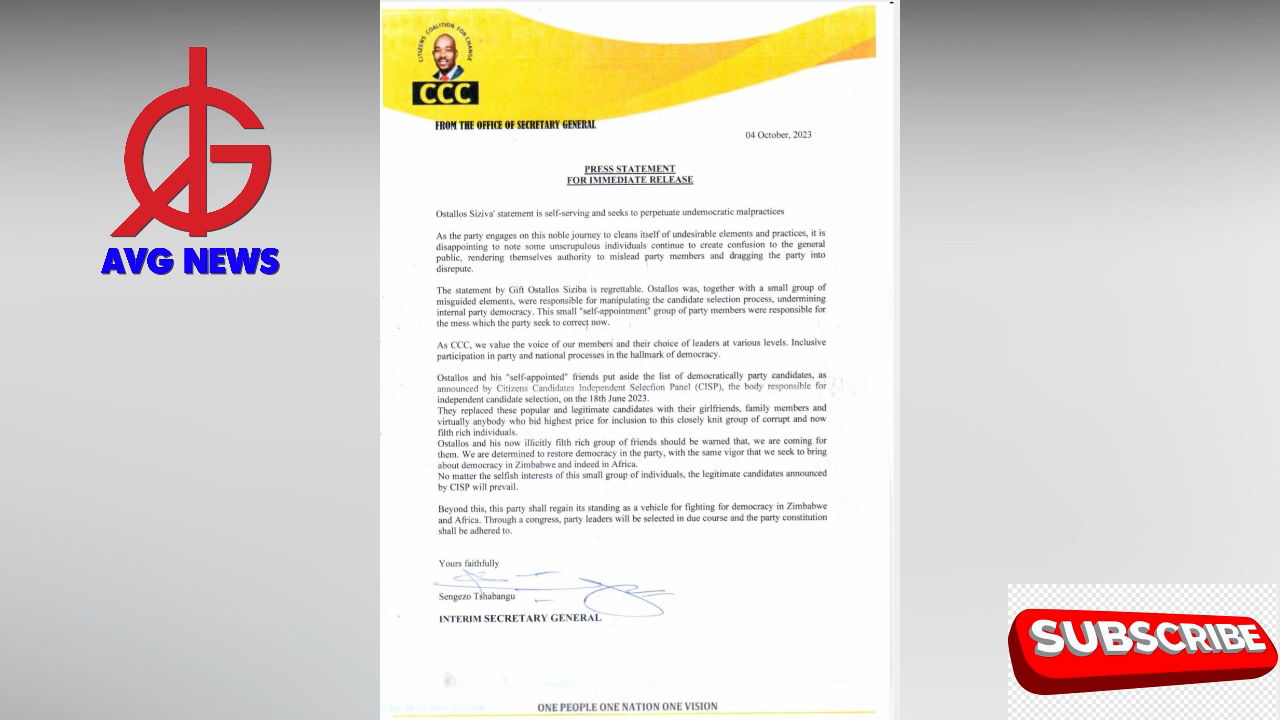 AVG NEWS
CITIZENS COALITION FOR CHANGE
CCC
FROM THE OFFICE OF SECRETARY GENERAL
04 October, 2023
PRESS STATEMENT
FOR IMMEDIATE RELEASE
Ostallos Siziva' statement is self-serving and seeks to perpetuate undemocratic malpractices
As the party engages on this noble journey to cleans itself of undesirable elements and practices, it is
disappointing to note some unscrupulous individuals continue to create confusion to the general
public, rendering themselves authority to mislead party members and dragging the party into
disrepute.
The statement by Gift Ostallos Siziba is regrettable. Ostallos was, together with a small group of
misguided elements, were responsible for manipulating the candidate selection process, undermining
internal party democracy. This small "self-appointment" group of party members were responsible for
the mess which the party seek to correct now.
As CCC, we value the voice of our members and their choice of leaders at various levels. Inclusive
participation in party and national processes in the hallmark of democracy.
Ostallos and his "self-appointed" friends put aside the list of democratically party candidates, as
announced by Citizens Candidates Independent Selection Panel (CISP), the body responsible for
independent candidate selection, on the 18th June 2023.
They replaced these popular and legitimate candidates with their girlfriends, family members and
virtually anybody who bid highest price for inclusion to this closely knit group of corrupt and now
filth rich individuals.
Ostallos and his now illicitly filth rich group of friends should be warned that, we are coming for
them. We are determined to restore democracy in the party, with the same vigor that we seek to bring
about democracy in Zimbabwe and indeed in Africa.
No matter the selfish interests of this small group of individuals, the legitimate candidates announced
by CISP will prevail.
Beyond this, this party shall regain its standing as a vehicle for fighting for democracy in Zimbabwe
and Africa. Through a congress, party leaders will be selected in due course and the party constitution
shall be adhered to.
Yours faithfully
Sengezo Tshabangu
INTERIM SECRETARY GENERAL
ONE PEOPLE ONE NATION ONE VISION
SUBSCRIBE